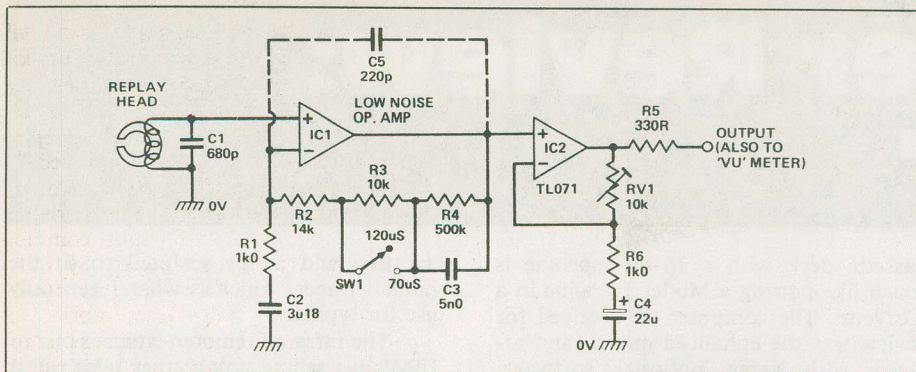 C5
220p
REPLAY
HEAD
LOW NOISE
OP. AMP
+
IC1
−
C1
680p
0V
R2
14k
R3
10k
R4
500k
R1
1k0
120uS
SW1
70uS
C3
5n0
C2
3u18
+
IC2
−
TL071
R5
330R
OUTPUT
(ALSO TO
'VU' METER)
RV1
10k
R6
1k0
+
C4
22u
0V